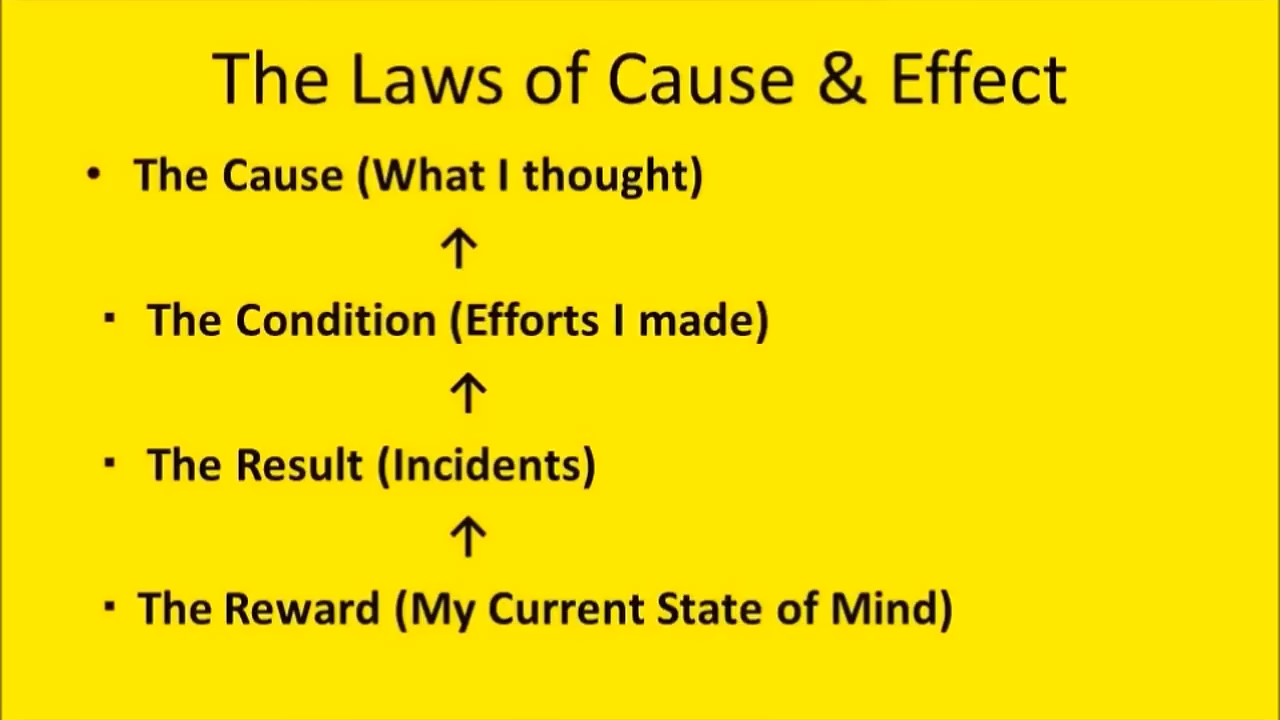 The Laws of Cause & Effect
• The Cause (What I thought)
↑
▪ The Condition (Efforts I made)
↑
▪ The Result (Incidents)
↑
▪ The Reward (My Current State of Mind)